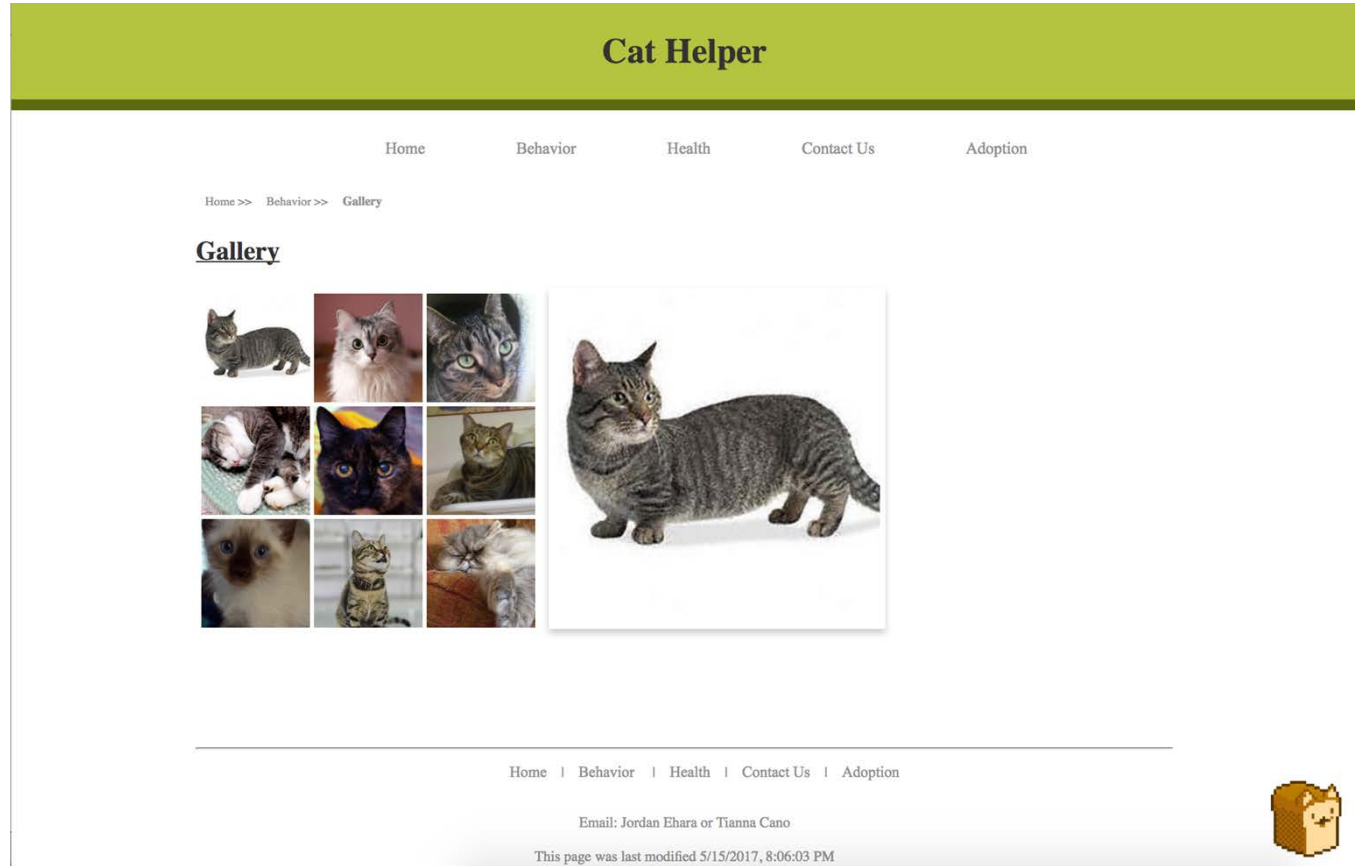 Cat Helper
Home Behavior Health Contact Us Adoption
Home >> Behavior >> Gallery
Gallery
Home | Behavior | Health | Contact Us | Adoption
Email: Jordan Ehara or Tianna Cano
This page was last modified 5/15/2017, 8:06:03 PM